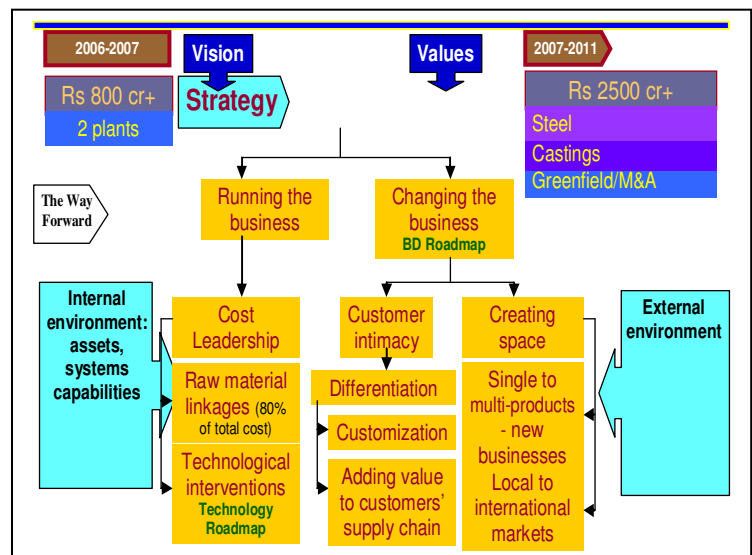 2006-2007
Vision
Values
2007-2011
Rs 800 cr+
2 plants
Strategy
Rs 2500 cr+
Steel
Castings
Greenfield/M&A
The Way
Forward
Running the
business
Changing the
business
BD Roadmap
Internal
environment:
assets,
systems
capabilities
Cost
Leadership
Raw material
linkages (80%
of total cost)
Technological
interventions
Technology
Roadmap
Customer
intimacy
Differentiation
Customization
Adding value
to customers'
supply chain
Creating
space
Single to
multi-products
- new
businesses
Local to
international
markets
External
environment